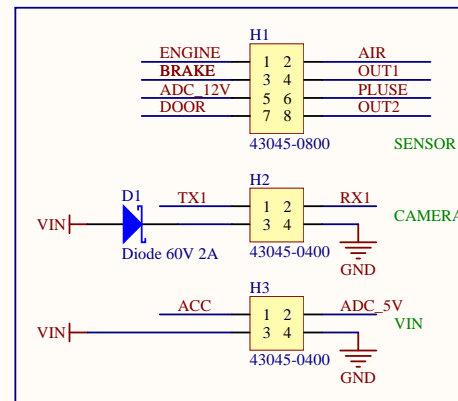 H1
ENGINE 1 2 AIR
BRAKE 3 4 OUT1
ADC_12V 5 6 PLUSE
DOOR 7 8 OUT2
43045-0800 SENSOR
D1 H2
TX1 1 2 RX1
CAMERA
VIN 3 4
Diode 60V 2A 43045-0400
GND
H3
ACC 1 2 ADC_5V
VIN
VIN 3 4
43045-0400
GND